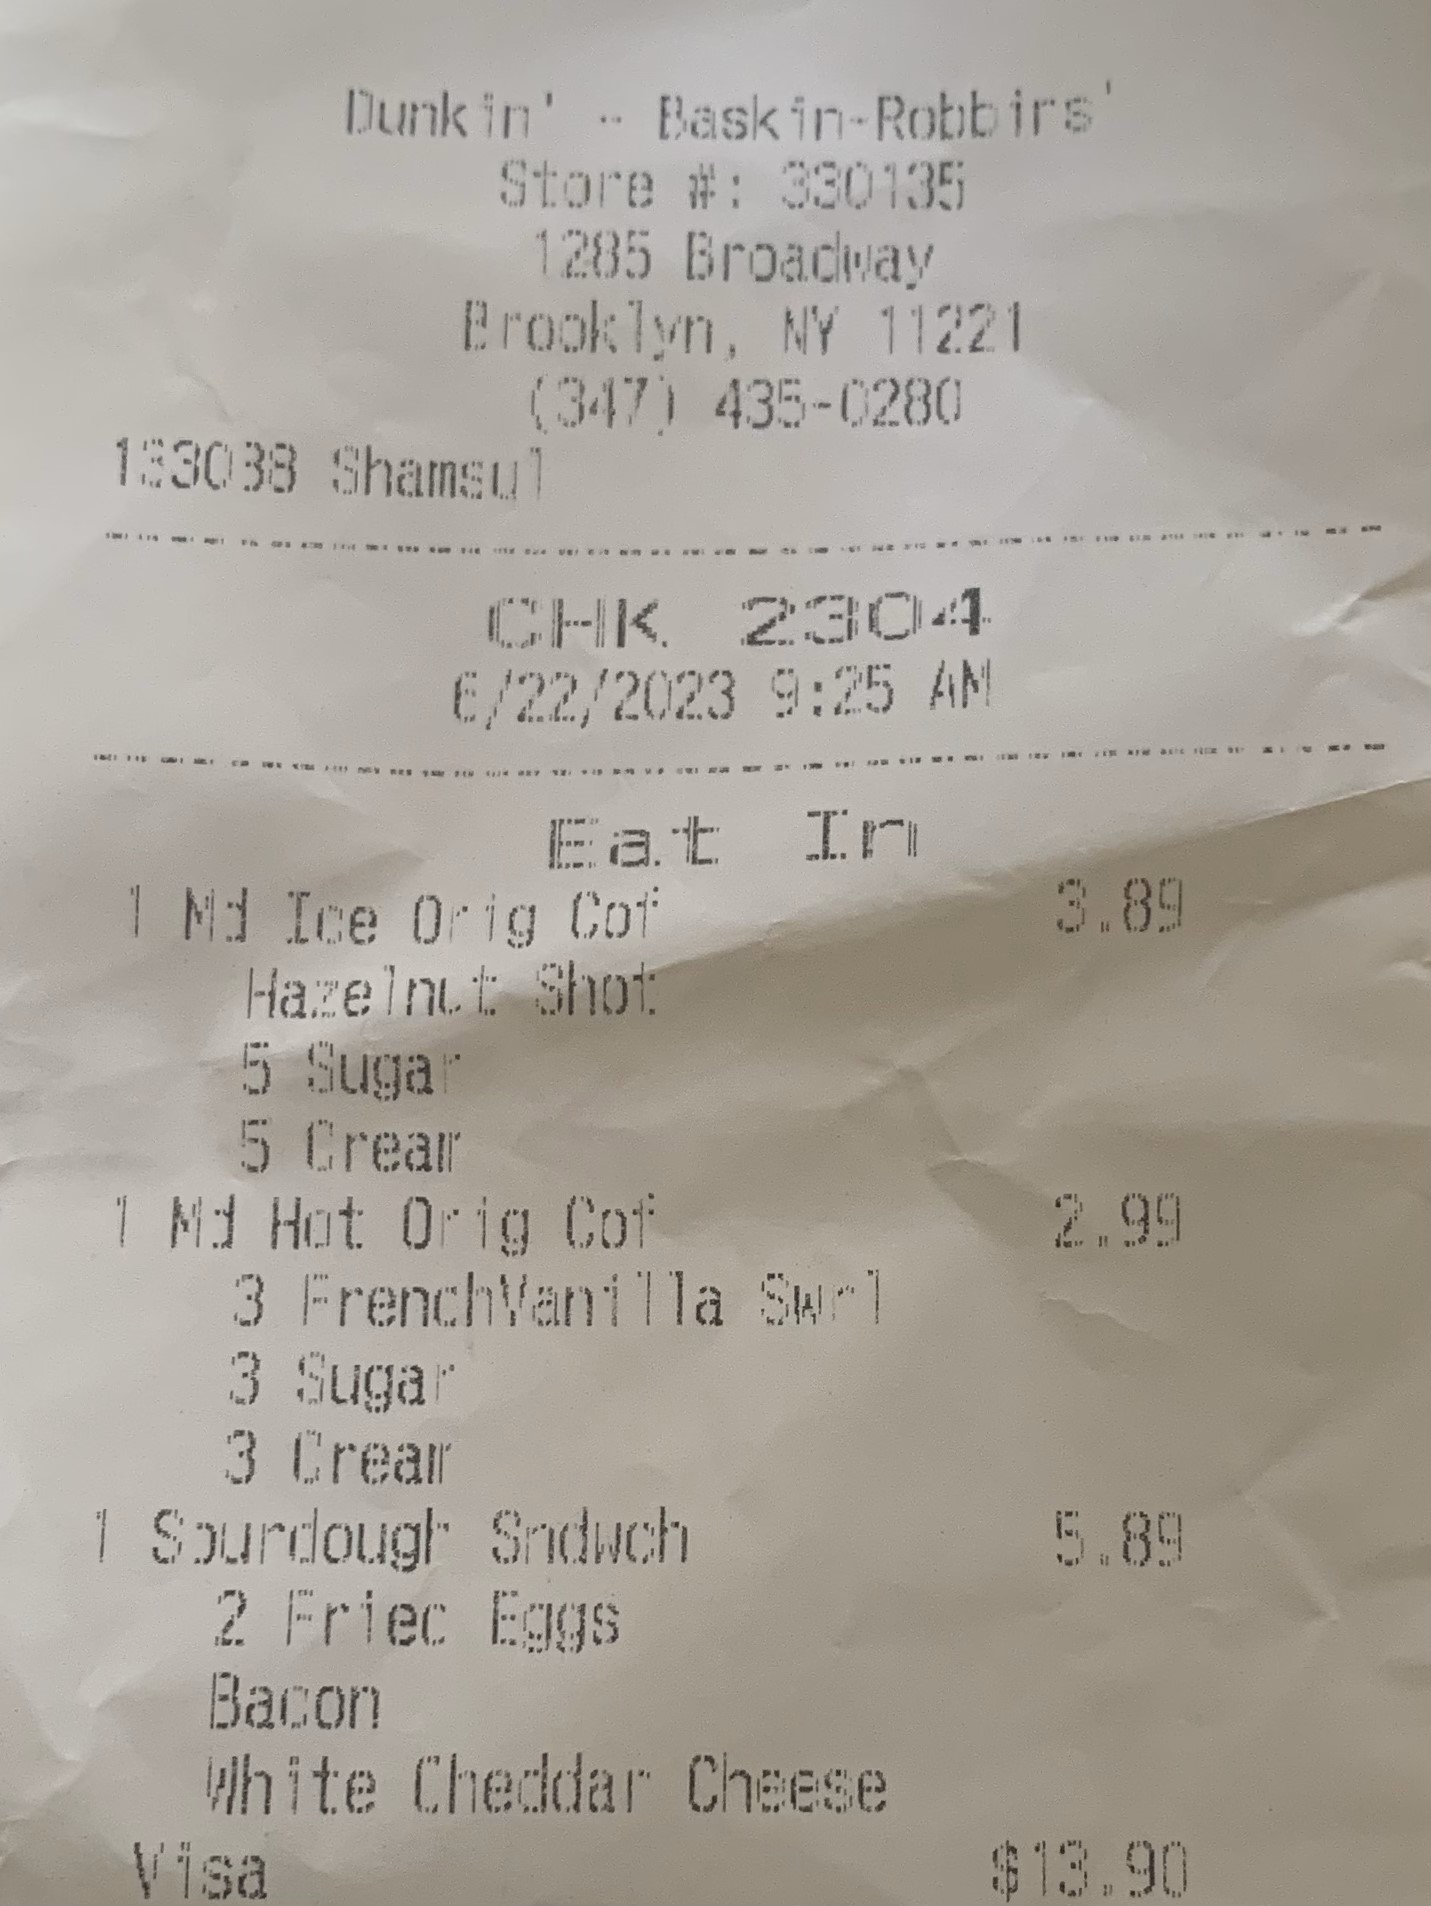 Dunkin' - Baskin-Robbins'
Store #: 330135
1285 Broadway
Brooklyn, NY 11221
(347) 435-0280
133038 Shamsul
CHK 2304
6/22/2023 9:25 AM
Eat In
1 Md Ice Orig Cof 3.89
Hazelnut Shot
5 Sugar
5 Cream
1 Md Hot Orig Cof 2.99
3 FrenchVanilla Swrl
3 Sugar
3 Cream
1 Sourdough Sndwch 5.89
2 Fried Eggs
Bacon
White Cheddar Cheese
Visa $13.90